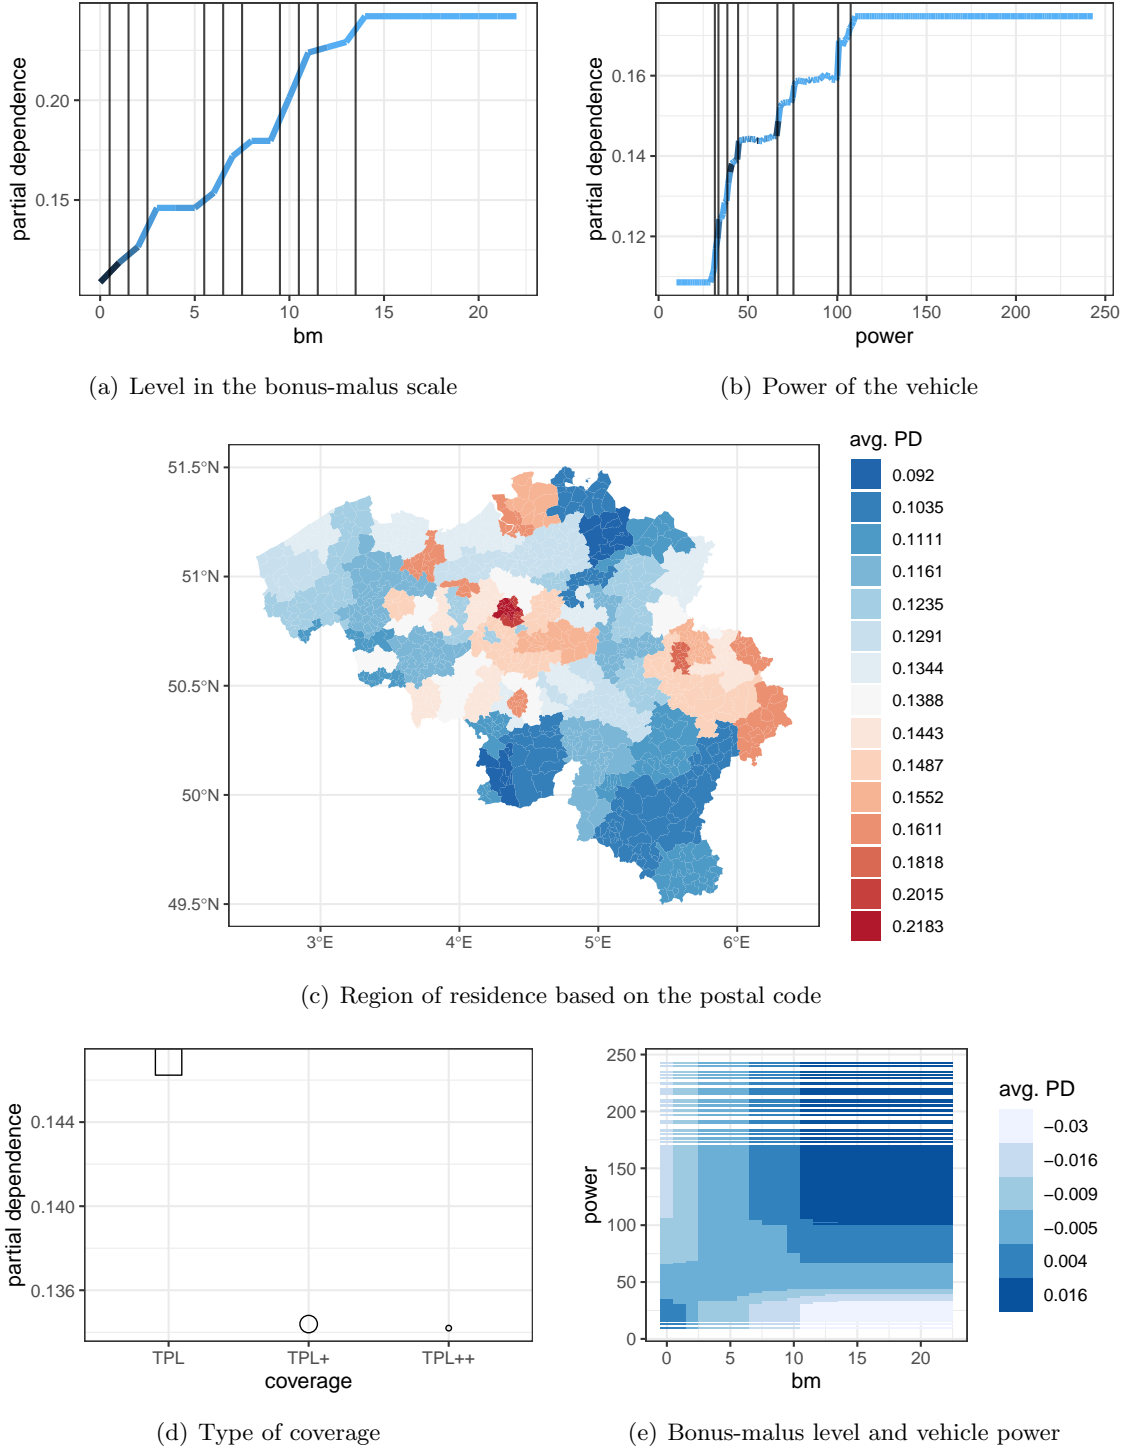 partial dependence
0.20
0.15
0
5
10
15
20
bm
(a) Level in the bonus-malus scale
partial dependence
0.16
0.14
0.12
0
50
100
150
200
250
power
(b) Power of the vehicle
51.5°N
51°N
50.5°N
50°N
49.5°N
3°E
4°E
5°E
6°E
avg. PD
0.092
0.1035
0.1111
0.1161
0.1235
0.1291
0.1344
0.1388
0.1443
0.1487
0.1552
0.1611
0.1818
0.2015
0.2183
(c) Region of residence based on the postal code
partial dependence
0.144
0.140
0.136
TPL
TPL+
TPL++
coverage
(d) Type of coverage
power
250
200
150
100
50
0
0
5
10
15
20
bm
avg. PD
−0.03
−0.016
−0.009
−0.005
0.004
0.016
(e) Bonus-malus level and vehicle power